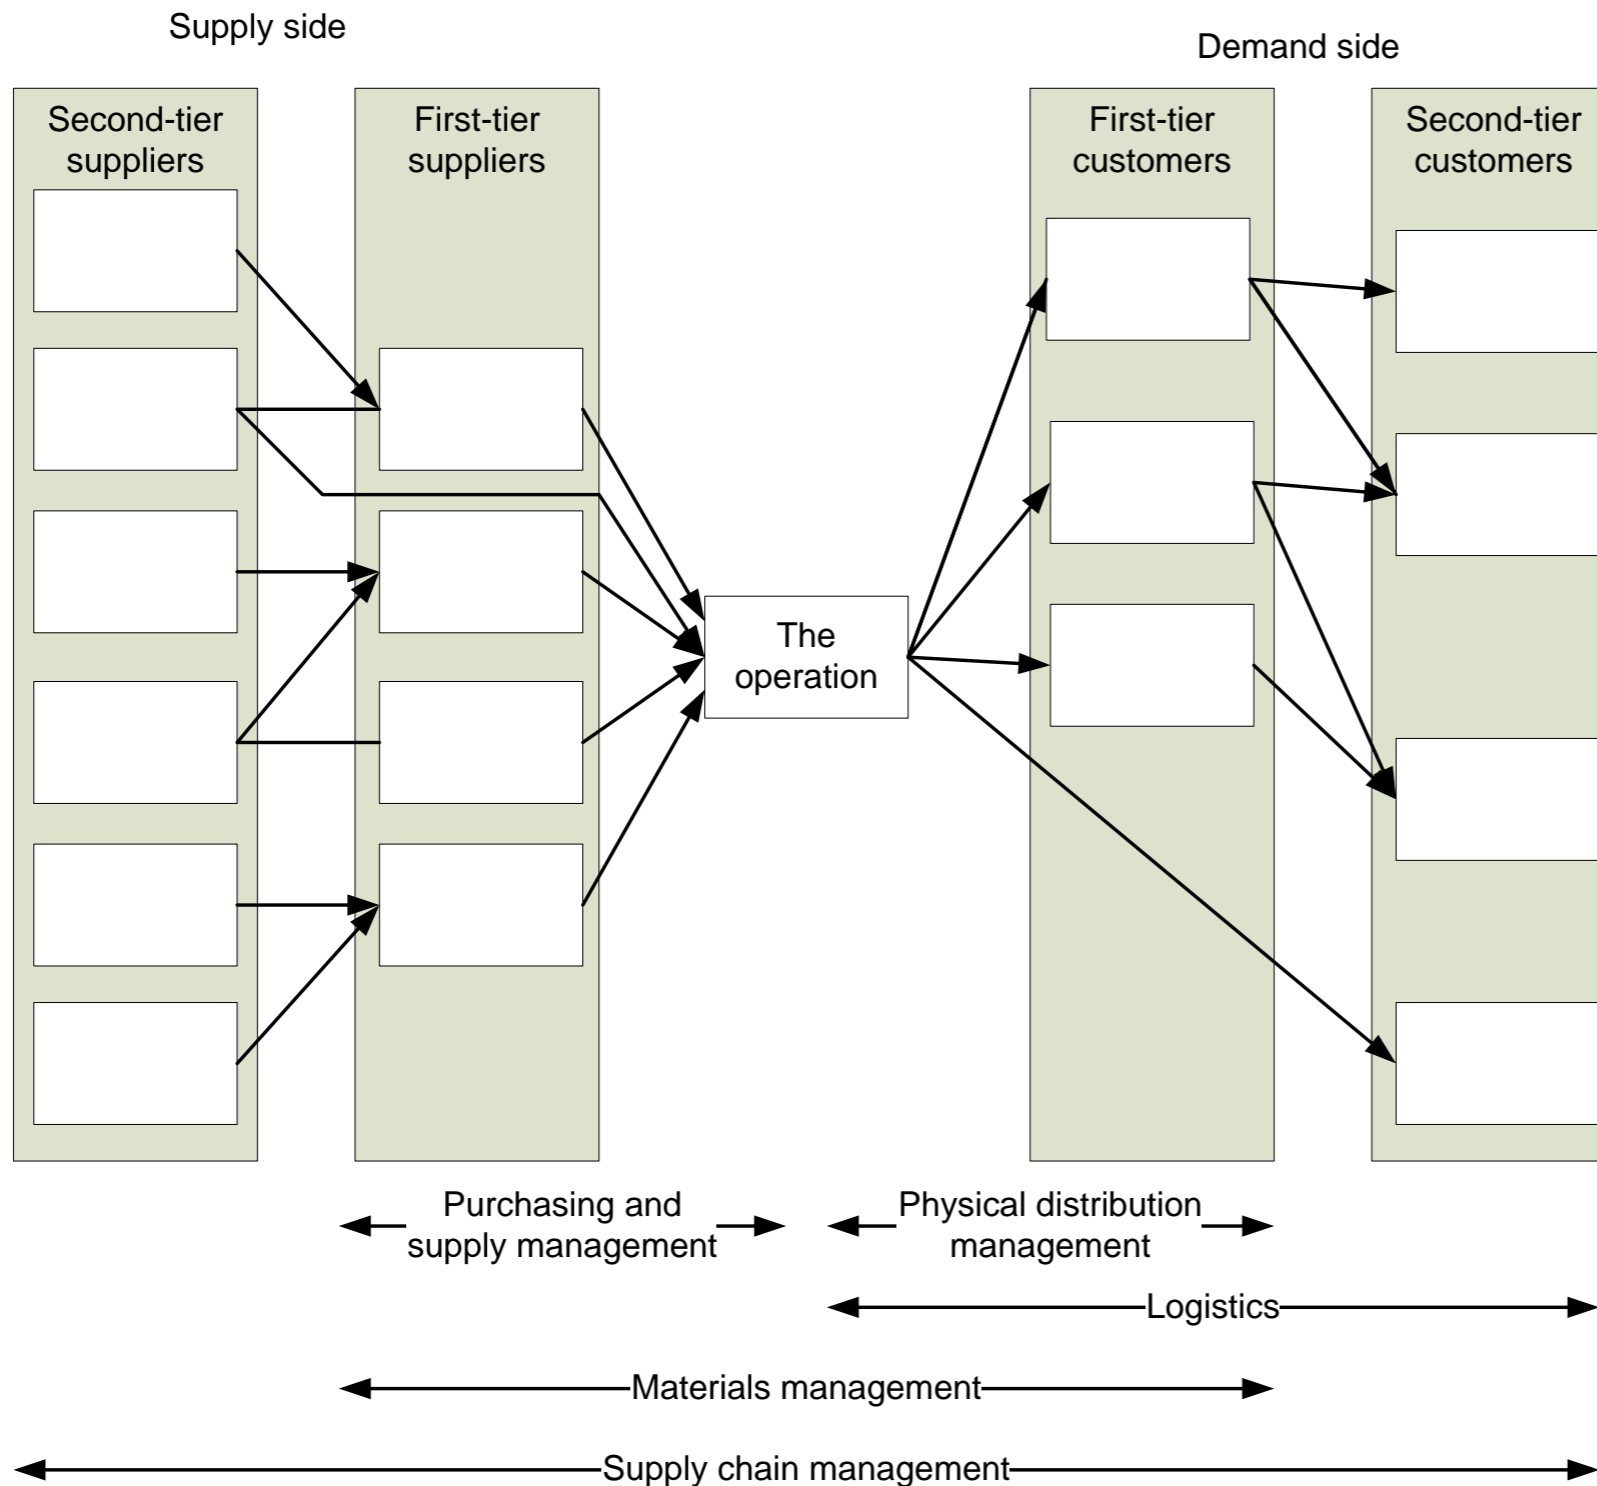 Supply side
Demand side
Second-tier
suppliers
First-tier
suppliers
First-tier
customers
Second-tier
customers
The
operation
Purchasing and
supply management
Physical distribution
management
Logistics
Materials management
Supply chain management